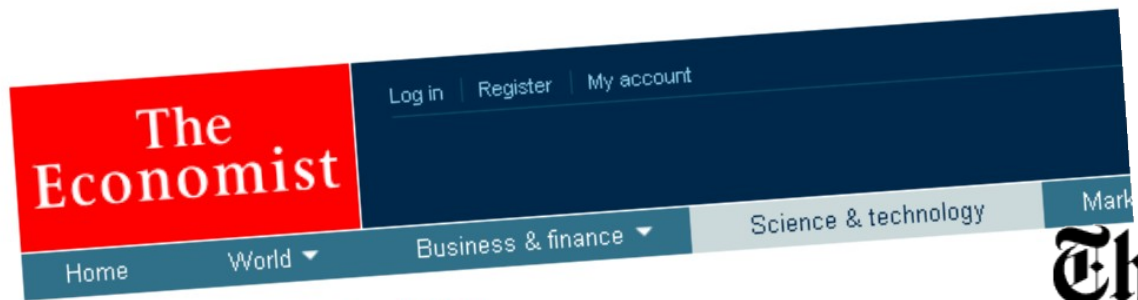 The
Economist
Log in
Register
My account
Home
World
Business & finance
Science & technology